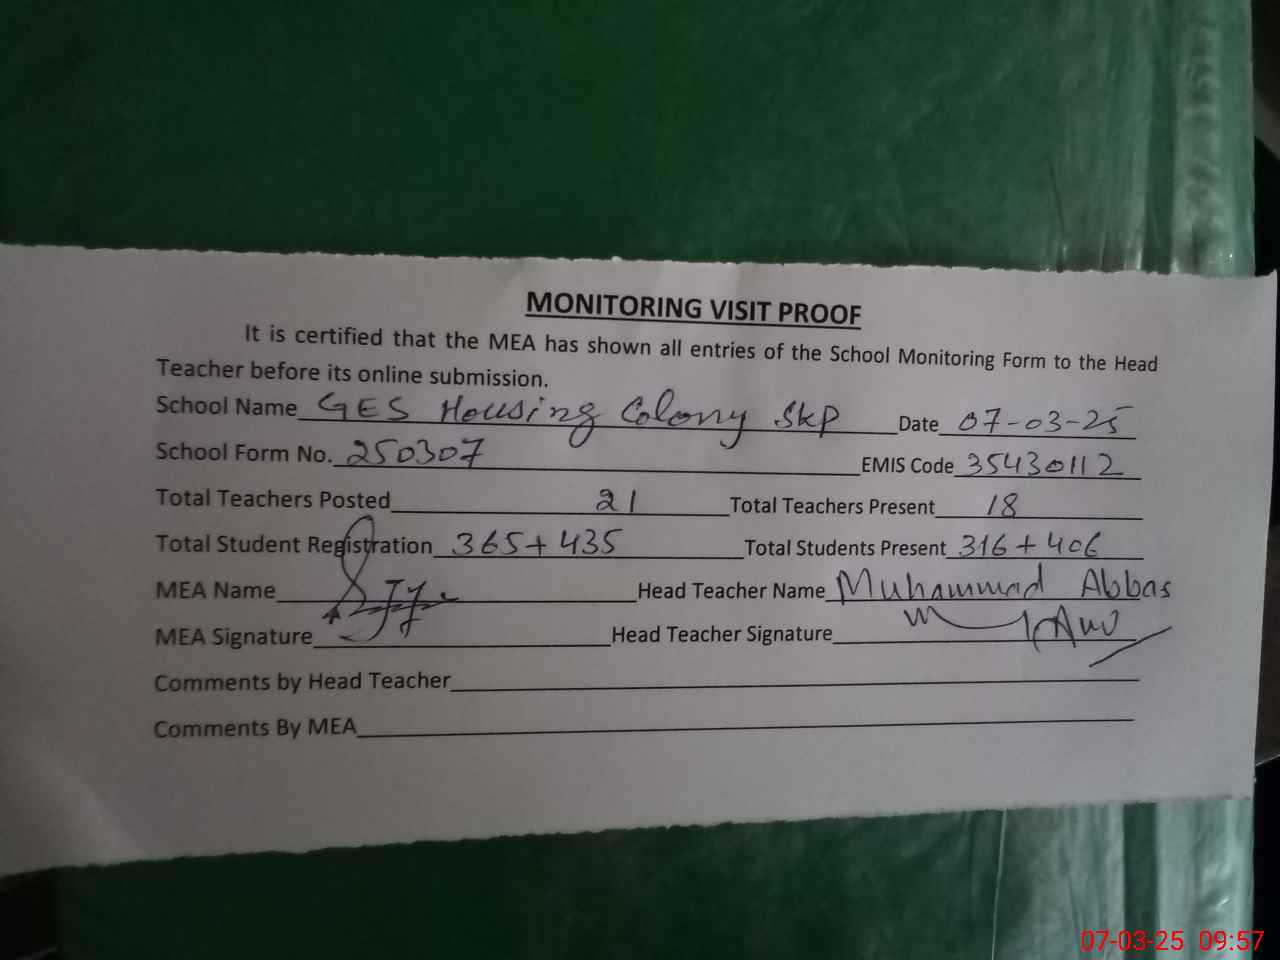 MONITORING VISIT PROOF
It is certified that the MEA has shown all entries of the School Monitoring Form to the Head
Teacher before its online submission.
School Name GES Housing Colony Skp Date 07-03-25
School Form No. 250307 EMIS Code 35430112
Total Teachers Posted 21 Total Teachers Present 18
Total Student Registration 365+435 Total Students Present 316+406
MEA Name Head Teacher Name Muhammad Abbas
MEA Signature Head Teacher Signature
Comments by Head Teacher
Comments By MEA
07-03-25 09:57